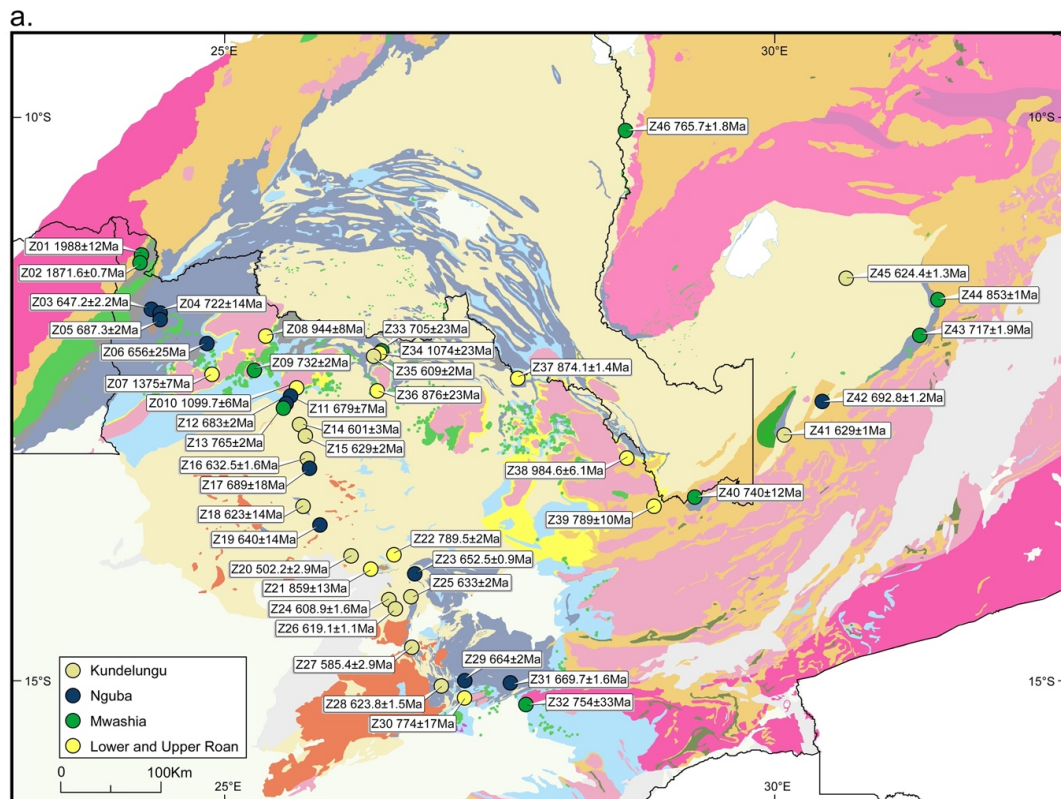 a.
25°E
30°E
10°S
10°S
Z46 765.7±1.8Ma
Z01 1988±12Ma
Z02 1871.6±0.7Ma
Z45 624.4±1.3Ma
Z03 647.2±2.2Ma
Z04 722±14Ma
Z44 853±1Ma
Z05 687.3±2Ma
Z08 944±8Ma
Z33 705±23Ma
Z43 717±1.9Ma
Z06 656±25Ma
Z34 1074±23Ma
Z09 732±2Ma
Z35 609±2Ma
Z37 874.1±1.4Ma
Z07 1375±7Ma
Z36 876±23Ma
Z42 692.8±1.2Ma
Z010 1099.7±6Ma
Z11 679±7Ma
Z12 683±2Ma
Z14 601±3Ma
Z41 629±1Ma
Z13 765±2Ma
Z15 629±2Ma
Z16 632.5±1.6Ma
Z38 984.6±6.1Ma
Z17 689±18Ma
Z40 740±12Ma
Z18 623±14Ma
Z39 789±10Ma
Z19 640±14Ma
Z22 789.5±2Ma
Z23 652.5±0.9Ma
Z20 502.2±2.9Ma
Z21 859±13Ma
Z25 633±2Ma
Z24 608.9±1.6Ma
Z26 619.1±1.1Ma
Z27 585.4±2.9Ma
Z29 664±2Ma
Z31 669.7±1.6Ma
15°S
Z28 623.8±1.5Ma
Z32 754±33Ma
Z30 774±17Ma
Kundelungu
Nguba
Mwashia
Lower and Upper Roan
0
100Km
25°E
30°E
15°S